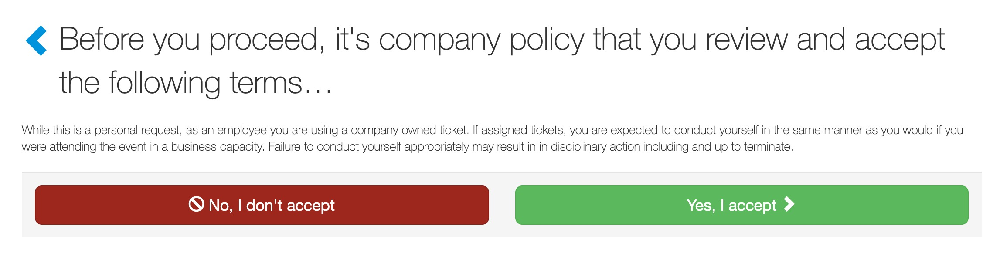 Before you proceed, it's company policy that you review and accept
the following terms…
While this is a personal request, as an employee you are using a company owned ticket. If assigned tickets, you are expected to conduct yourself in the same manner as you would if you
were attending the event in a business capacity. Failure to conduct yourself appropriately may result in in disciplinary action including and up to terminate.
No, I don't accept
Yes, I accept